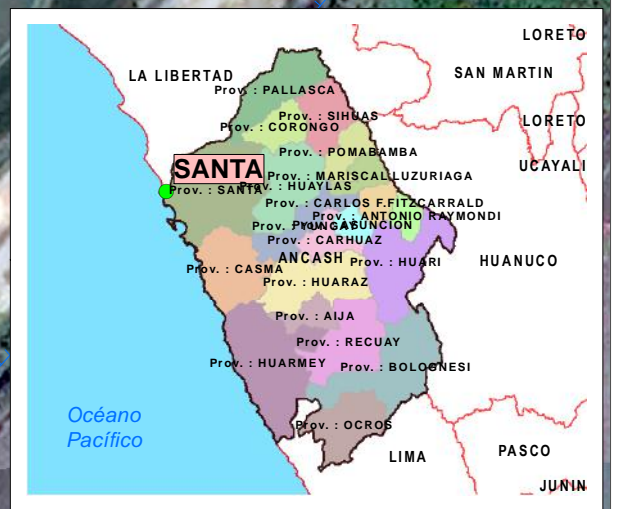 LORETO
LA LIBERTAD
SAN MARTIN
Prov. : PALLASCA
Prov. : SIHUAS
LORETO
Prov. : CORONGO
Prov. : POMABAMBA
UCAYALI
SANTA
Prov. : MARISCAL LUZURIAGA
Prov. : SANTA
Prov. : HUAYLAS
Prov. : CARLOS F.FITZCARRALD
Prov. : ANTONIO RAYMONDI
Prov. : YUNGAY
Prov. : ASUNCION
Prov. : CARHUAZ
ANCASH
Prov. : HUARI
HUANUCO
Prov. : CASMA
Prov. : HUARAZ
Prov. : AIJA
Prov. : RECUAY
Prov. : HUARMEY
Prov. : BOLOGNESI
Océano
Pacífico
Prov. : OCROS
LIMA
PASCO
JUNIN